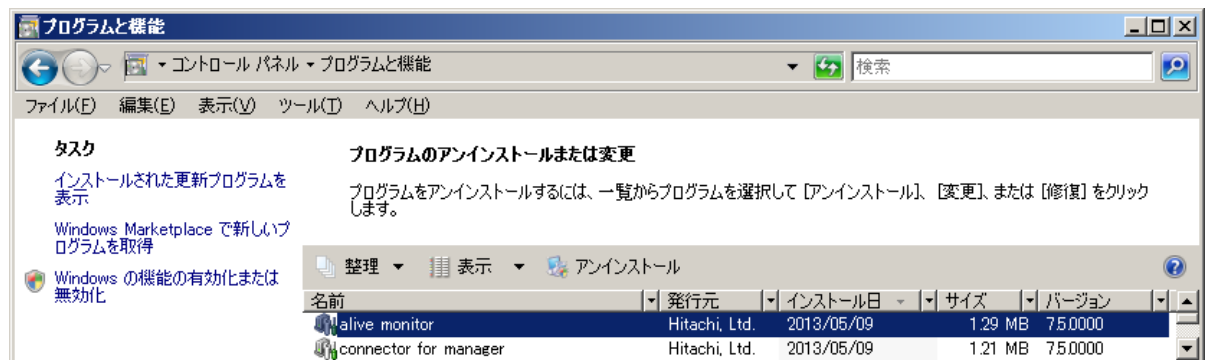 プログラムと機能
コントロール パネル ▾ プログラムと機能
検索
ファイル(F) 編集(E) 表示(V) ツール(T) ヘルプ(H)
タスク
インストールされた更新プログラムを
表示
Windows Marketplace で新しいプ
ログラムを取得
Windows の機能の有効化または
無効化
プログラムのアンインストールまたは変更
プログラムをアンインストールするには、一覧からプログラムを選択して [アンインストール]、[変更]、または [修復] をクリック
します。
整理 表示 アンインストール
名前 発行元 インストール日 サイズ バージョン
alive monitor Hitachi, Ltd. 2013/05/09 1.29 MB 7.5.0000
connector for manager Hitachi, Ltd. 2013/05/09 1.21 MB 7.5.0000